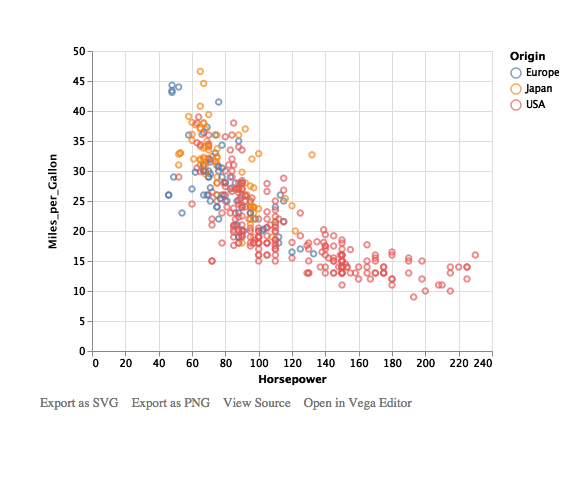 50
45
40
35
30
25
20
15
10
5
0
Miles_per_Gallon
0 20 40 60 80 100 120 140 160 180 200 220 240
Horsepower
Origin
Europe
Japan
USA
Export as SVG Export as PNG View Source Open in Vega Editor